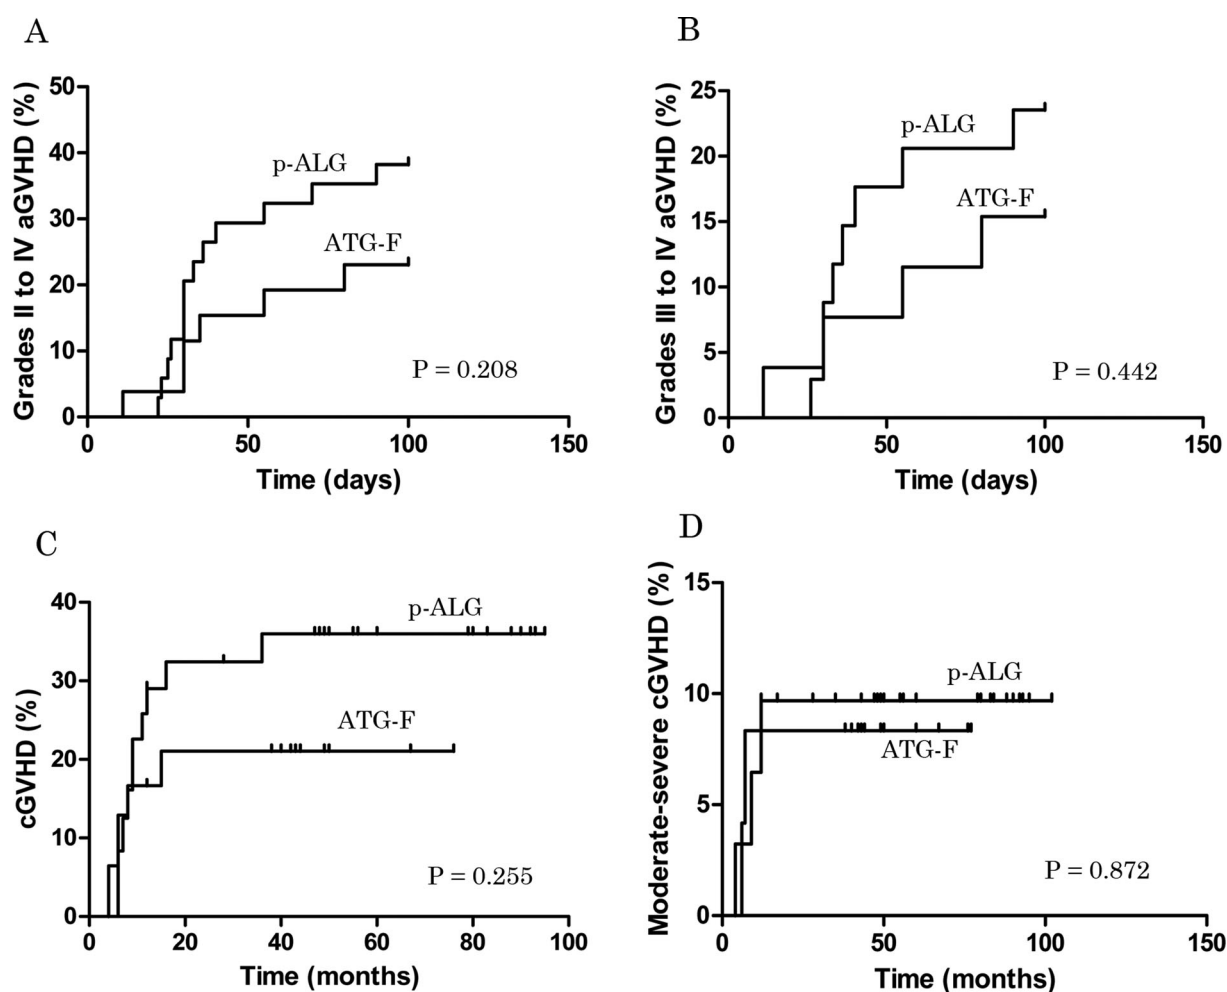 A
Grades II to IV aGVHD (%)
50
40
30
20
10
0
p-ALG
ATG-F
P = 0.208
0 50 100 150
Time (days)
B
Grades III to IV aGVHD (%)
25
20
15
10
5
0
p-ALG
ATG-F
P = 0.442
0 50 100 150
Time (days)
C
cGVHD (%)
40
30
20
10
0
p-ALG
ATG-F
P = 0.255
0 20 40 60 80 100
Time (months)
D
Moderate-severe cGVHD (%)
15
10
5
0
p-ALG
ATG-F
P = 0.872
0 50 100 150
Time (months)